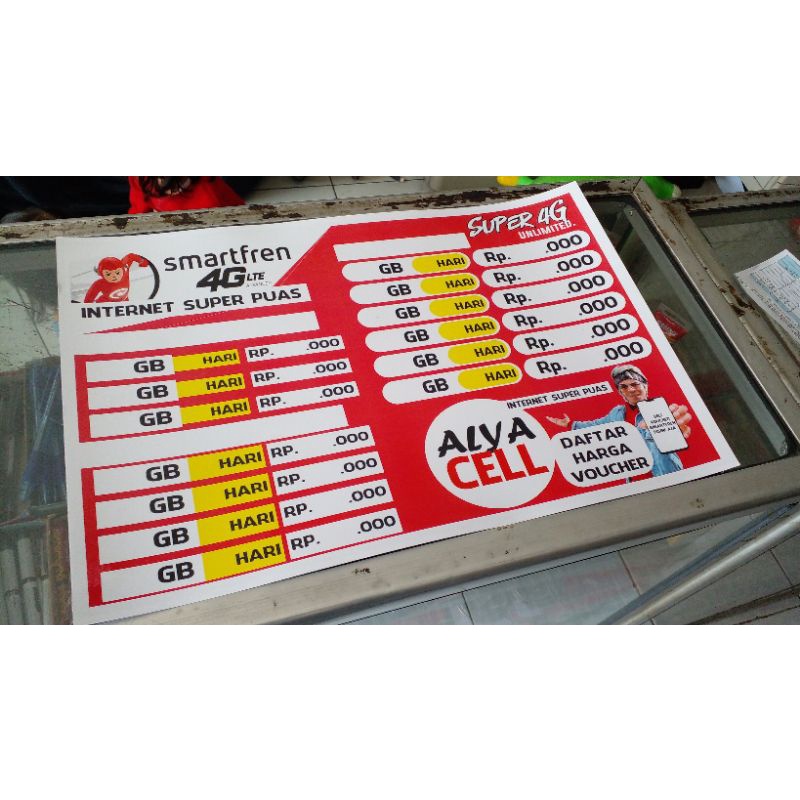 smartfren
4G LTE
INTERNET SUPER PUAS
GB HARI RP. .000
GB HARI RP. .000
GB HARI RP. .000
GB HARI RP. .000
GB HARI RP. .000
GB HARI RP. .000
GB HARI RP. .000
SUPER 4G
UNLIMITED
GB HARI Rp. .000
GB HARI Rp. .000
GB HARI Rp. .000
GB HARI Rp. .000
GB HARI Rp. .000
GB HARI Rp. .000
INTERNET SUPER PUAS
ALVA
CELL
DAFTAR
HARGA
VOUCHER
VOUCHER
SMARTFREN